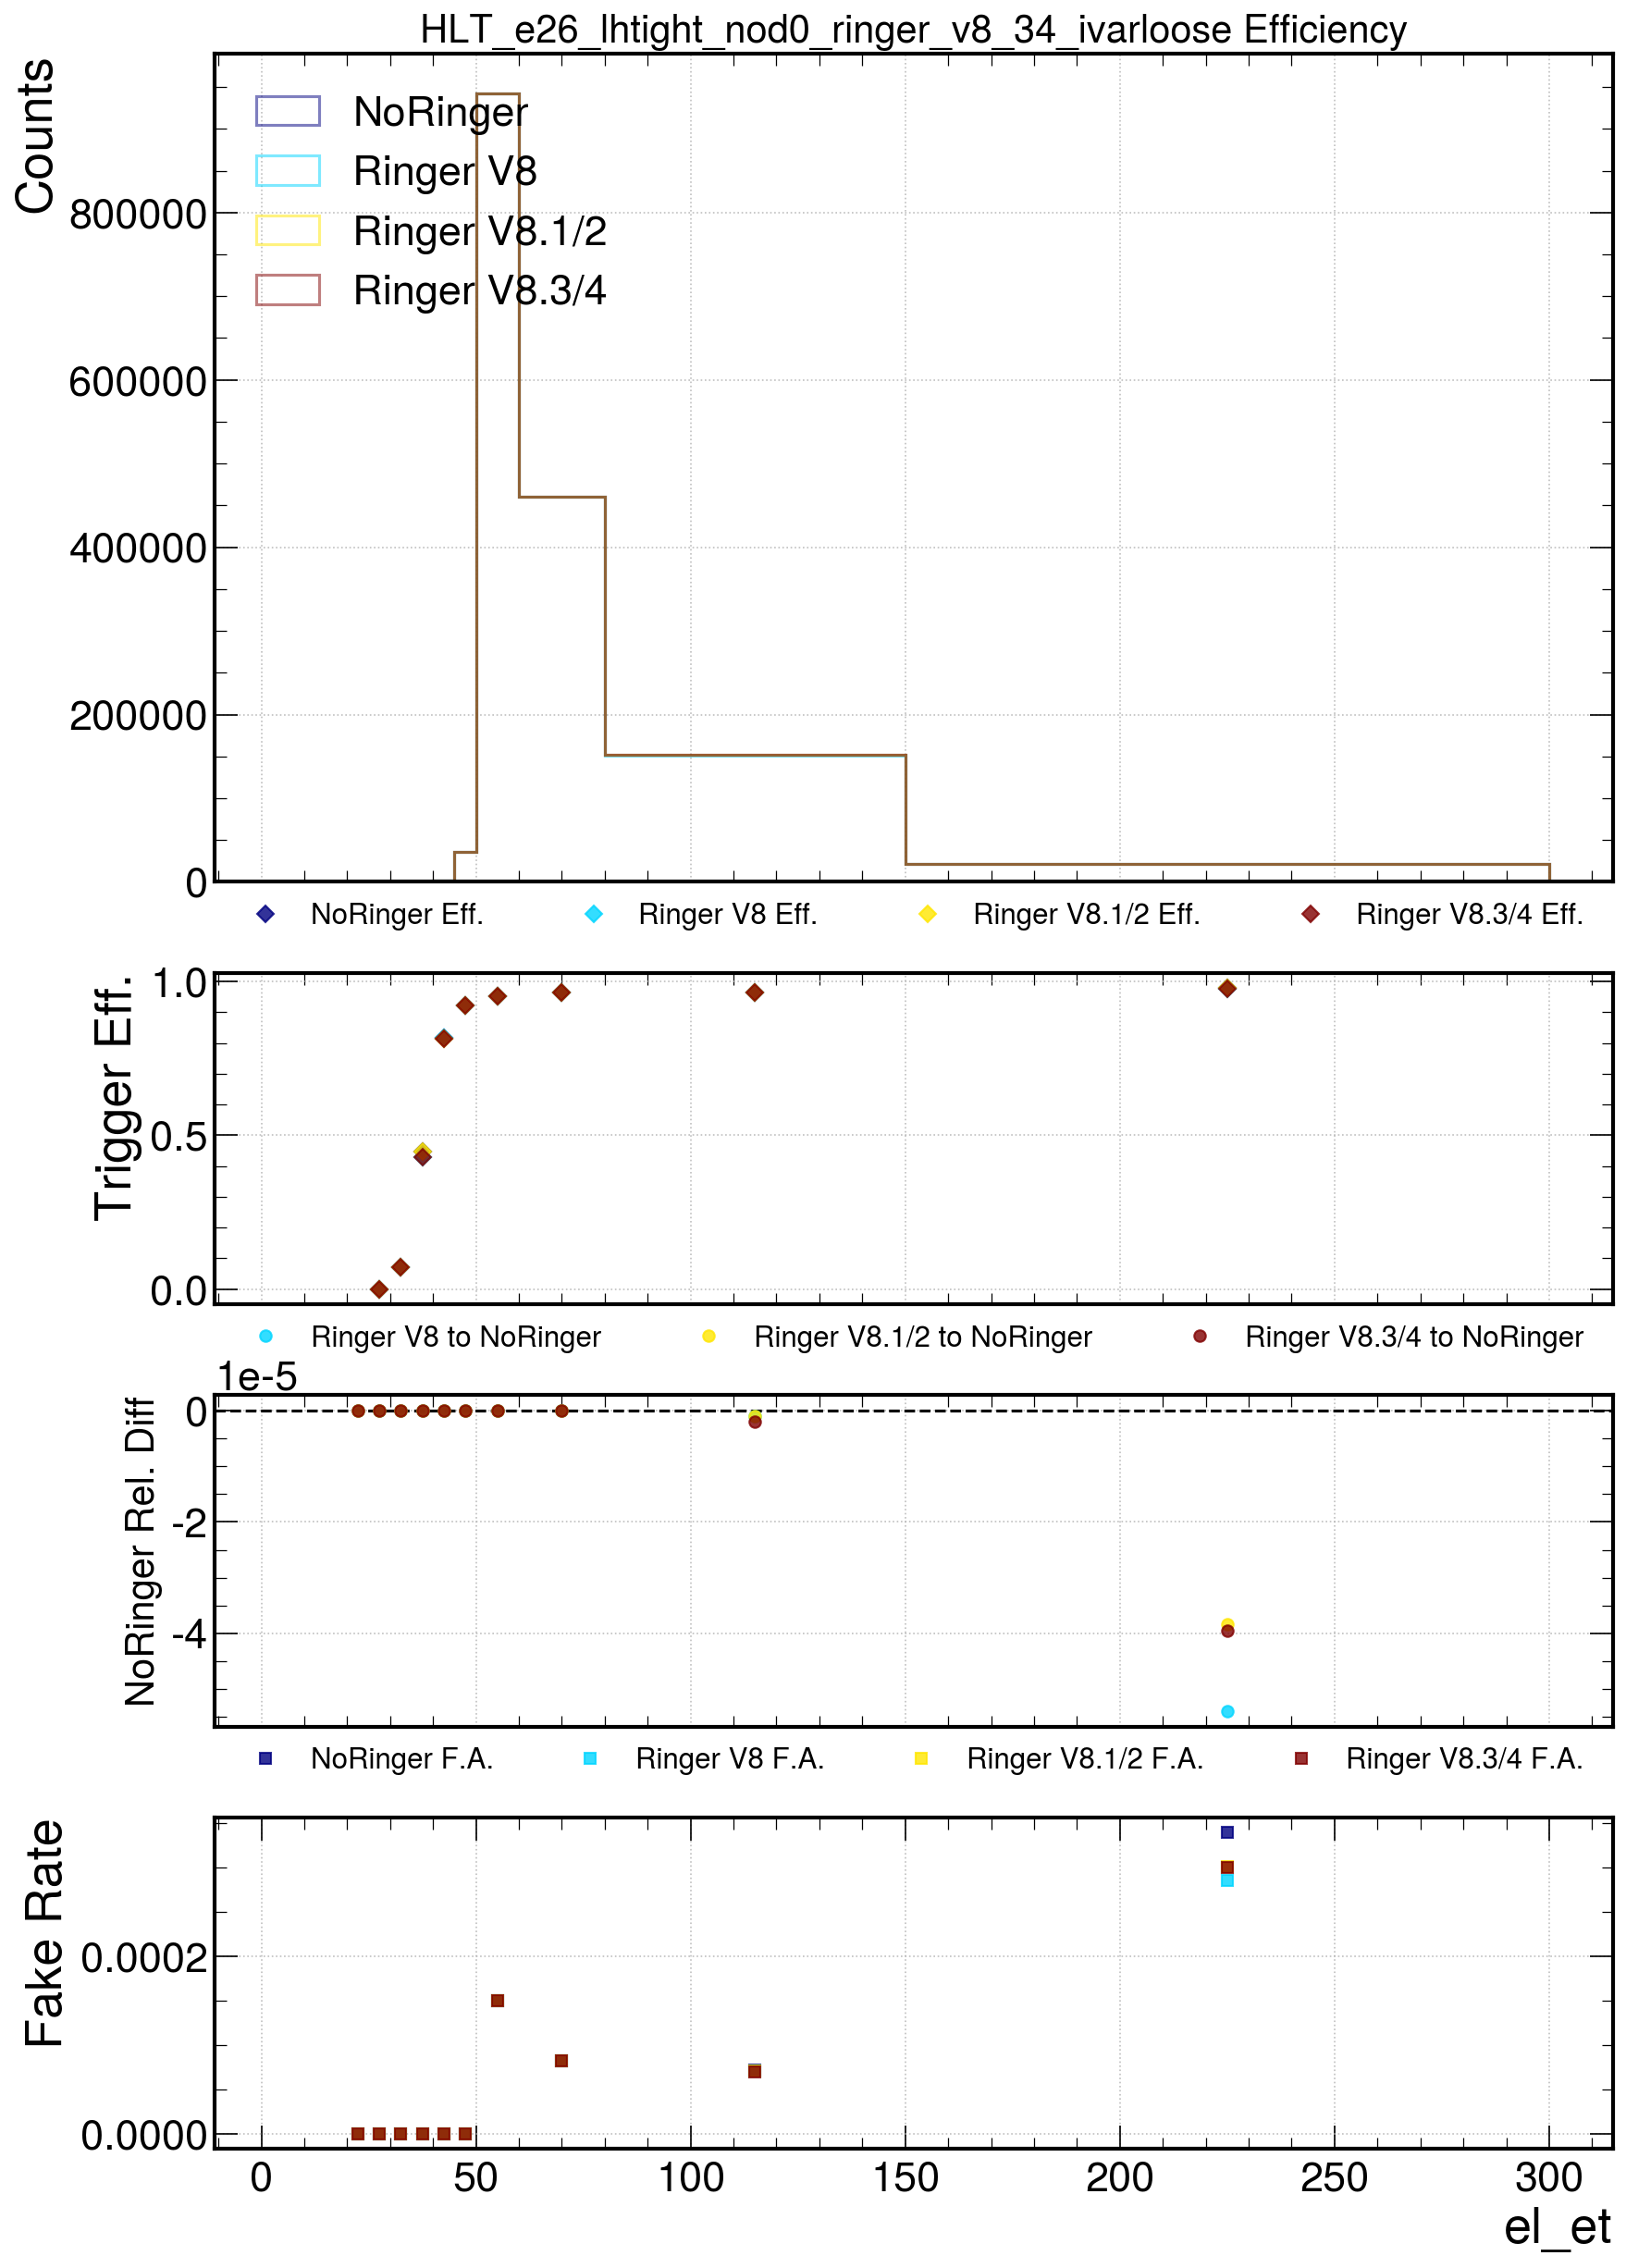 HLT_e26_lhtight_nod0_ringer_v8_34_ivarloose Efficiency
Counts
NoRinger
Ringer V8
Ringer V8.1/2
Ringer V8.3/4
800000
600000
400000
200000
0
NoRinger Eff. Ringer V8 Eff. Ringer V8.1/2 Eff. Ringer V8.3/4 Eff.
Trigger Eff.
1.0
0.5
0.0
Ringer V8 to NoRinger Ringer V8.1/2 to NoRinger Ringer V8.3/4 to NoRinger
1e-5
NoRinger Rel. Diff
0
-2
-4
NoRinger F.A. Ringer V8 F.A. Ringer V8.1/2 F.A. Ringer V8.3/4 F.A.
Fake Rate
0.0002
0.0000
0 50 100 150 200 250 300
el_et